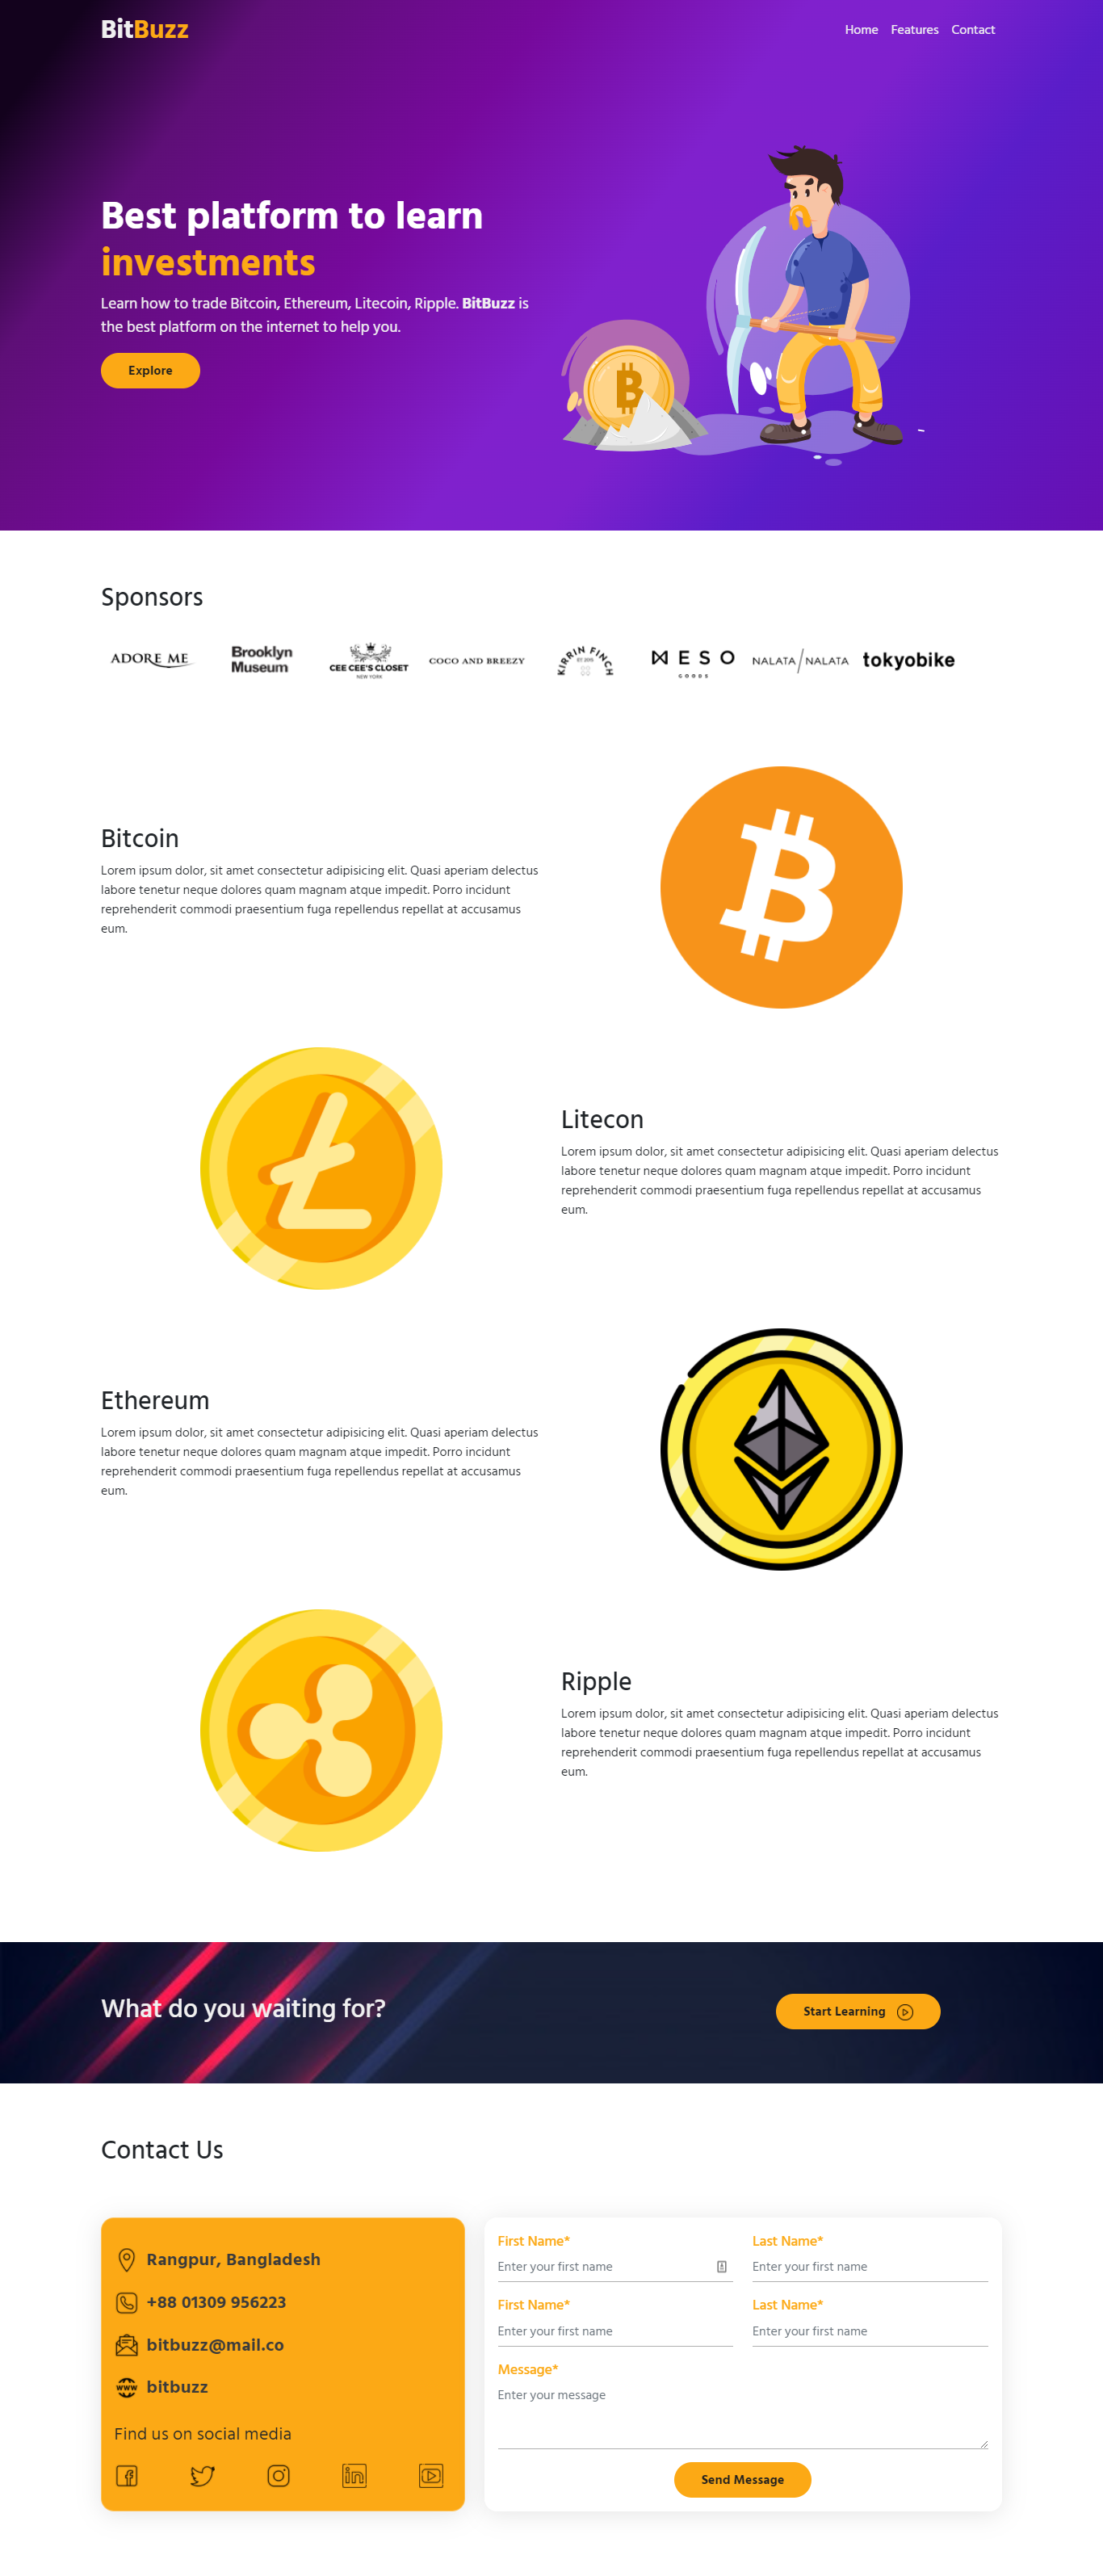 BitBuzz
Home Features Contact
Best platform to learn
investments
Learn how to trade Bitcoin, Ethereum, Litecoin, Ripple. BitBuzz is
the best platform on the internet to help you.
Explore
Sponsors
ADORE ME
Brooklyn
Museum
CEE CEE'S CLOSET
NEW YORK
COCO AND BREEZY
KIRRIN FINCH
EST. 2015
MESO
GOODS
NALATA/NALATA
tokyobike
Bitcoin
Lorem ipsum dolor, sit amet consectetur adipisicing elit. Quasi aperiam delectus
labore tenetur neque dolores quam magnam atque impedit. Porro incidunt
reprehenderit commodi praesentium fuga repellendus repellat at accusamus
eum.
Litecon
Lorem ipsum dolor, sit amet consectetur adipisicing elit. Quasi aperiam delectus
labore tenetur neque dolores quam magnam atque impedit. Porro incidunt
reprehenderit commodi praesentium fuga repellendus repellat at accusamus
eum.
Ethereum
Lorem ipsum dolor, sit amet consectetur adipisicing elit. Quasi aperiam delectus
labore tenetur neque dolores quam magnam atque impedit. Porro incidunt
reprehenderit commodi praesentium fuga repellendus repellat at accusamus
eum.
Ripple
Lorem ipsum dolor, sit amet consectetur adipisicing elit. Quasi aperiam delectus
labore tenetur neque dolores quam magnam atque impedit. Porro incidunt
reprehenderit commodi praesentium fuga repellendus repellat at accusamus
eum.
What do you waiting for?
Start Learning
Contact Us
Rangpur, Bangladesh
+88 01309 956223
bitbuzz@mail.co
www bitbuzz
Find us on social media
First Name* Last Name*
Enter your first name Enter your first name
First Name* Last Name*
Enter your first name Enter your first name
Message*
Enter your message
Send Message